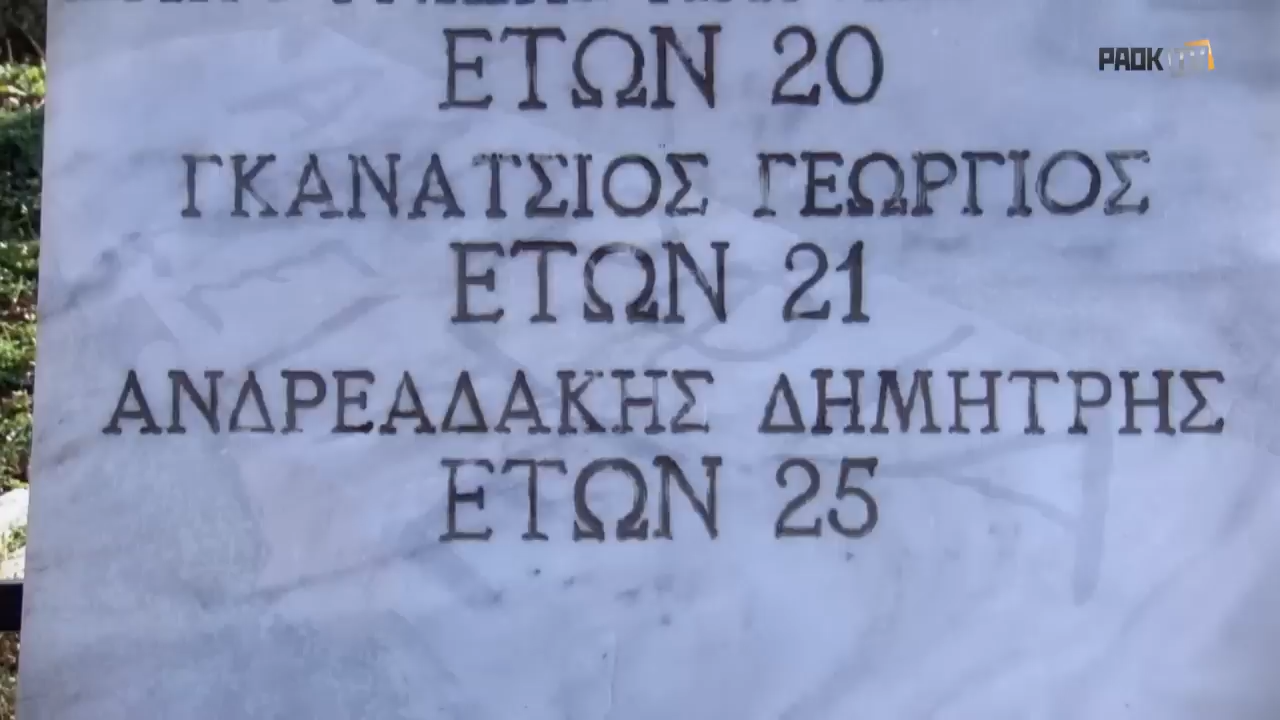 PAOK
ΕΤΩΝ 20
ΓΚΑΝΑΤΣΙΟΣ ΓΕΩΡΓΙΟΣ
ΕΤΩΝ 21
ΑΝΔΡΕΑΔΑΚΗΣ ΔΗΜΗΤΡΗΣ
ΕΤΩΝ 25